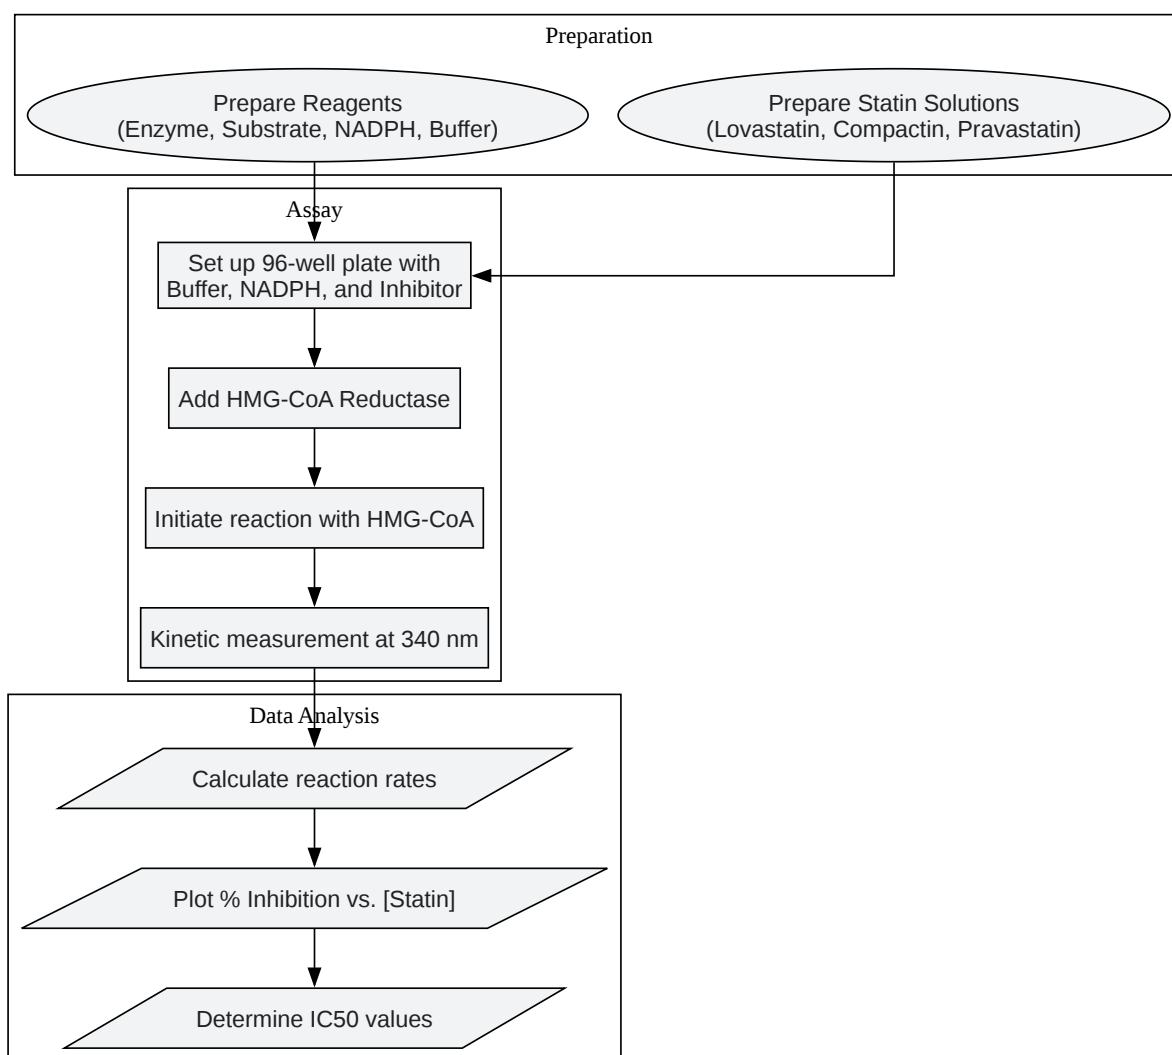 Preparation
Prepare Reagents
(Enzyme, Substrate, NADPH, Buffer)
Prepare Statin Solutions
(Lovastatin, Compactin, Pravastatin)
Assay
Set up 96-well plate with
Buffer, NADPH, and Inhibitor
Add HMG-CoA Reductase
Initiate reaction with HMG-CoA
Kinetic measurement at 340 nm
Data Analysis
Calculate reaction rates
Plot % Inhibition vs. [Statin]
Determine IC50 values